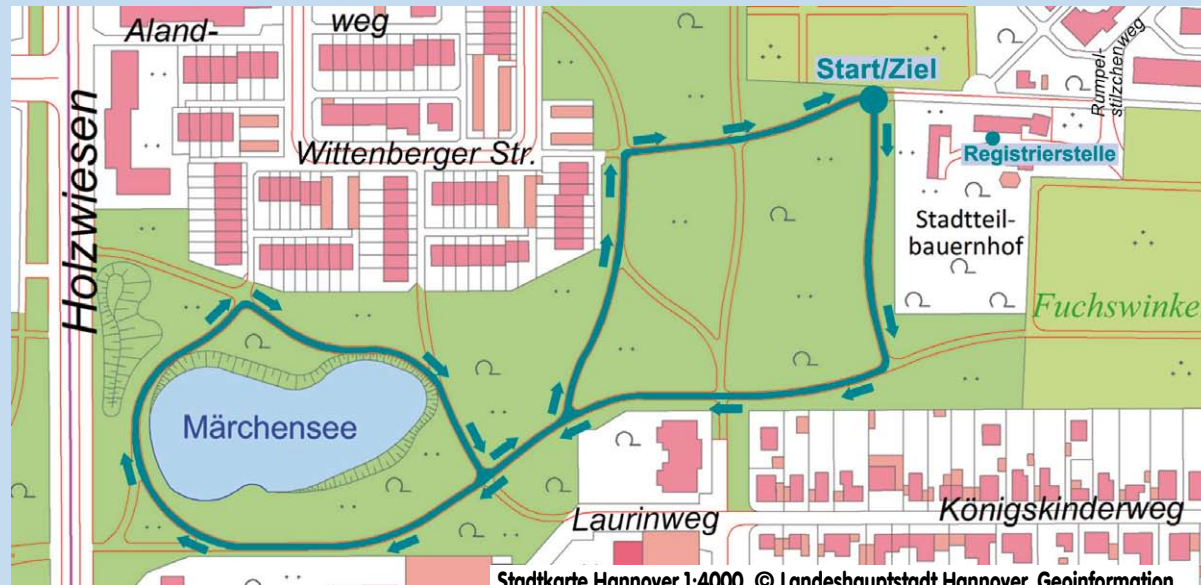 Aland-
weg
Start/Ziel
Rumpel-
stilzchenweg
Wittenberger Str.
Registrierstelle
Holzwiesen
Stadtteil-
bauernhof
Fuchswinke
Märchensee
Laurinweg
Königskinderweg
Stadtkarte Hannover 1:4000, © Landeshauptstadt Hannover, Geoinformation